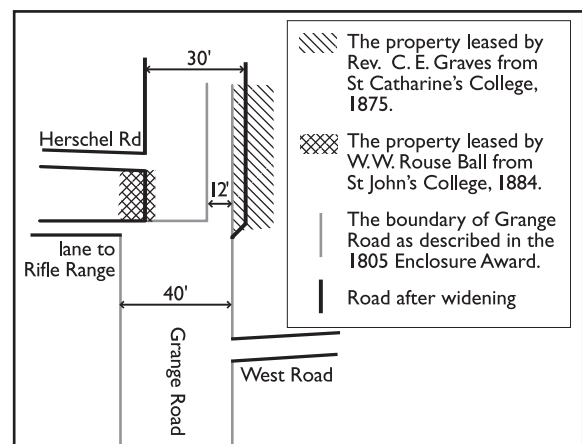 30'
Herschel Rd
12'
lane to
Rifle Range
40'
Grange Road
West Road
The property leased by
Rev. C. E. Graves from
St Catharine's College,
1875.
The property leased by
W. W. Rouse Ball from
St John's College, 1884.
The boundary of Grange
Road as described in the
1805 Enclosure Award.
Road after widening